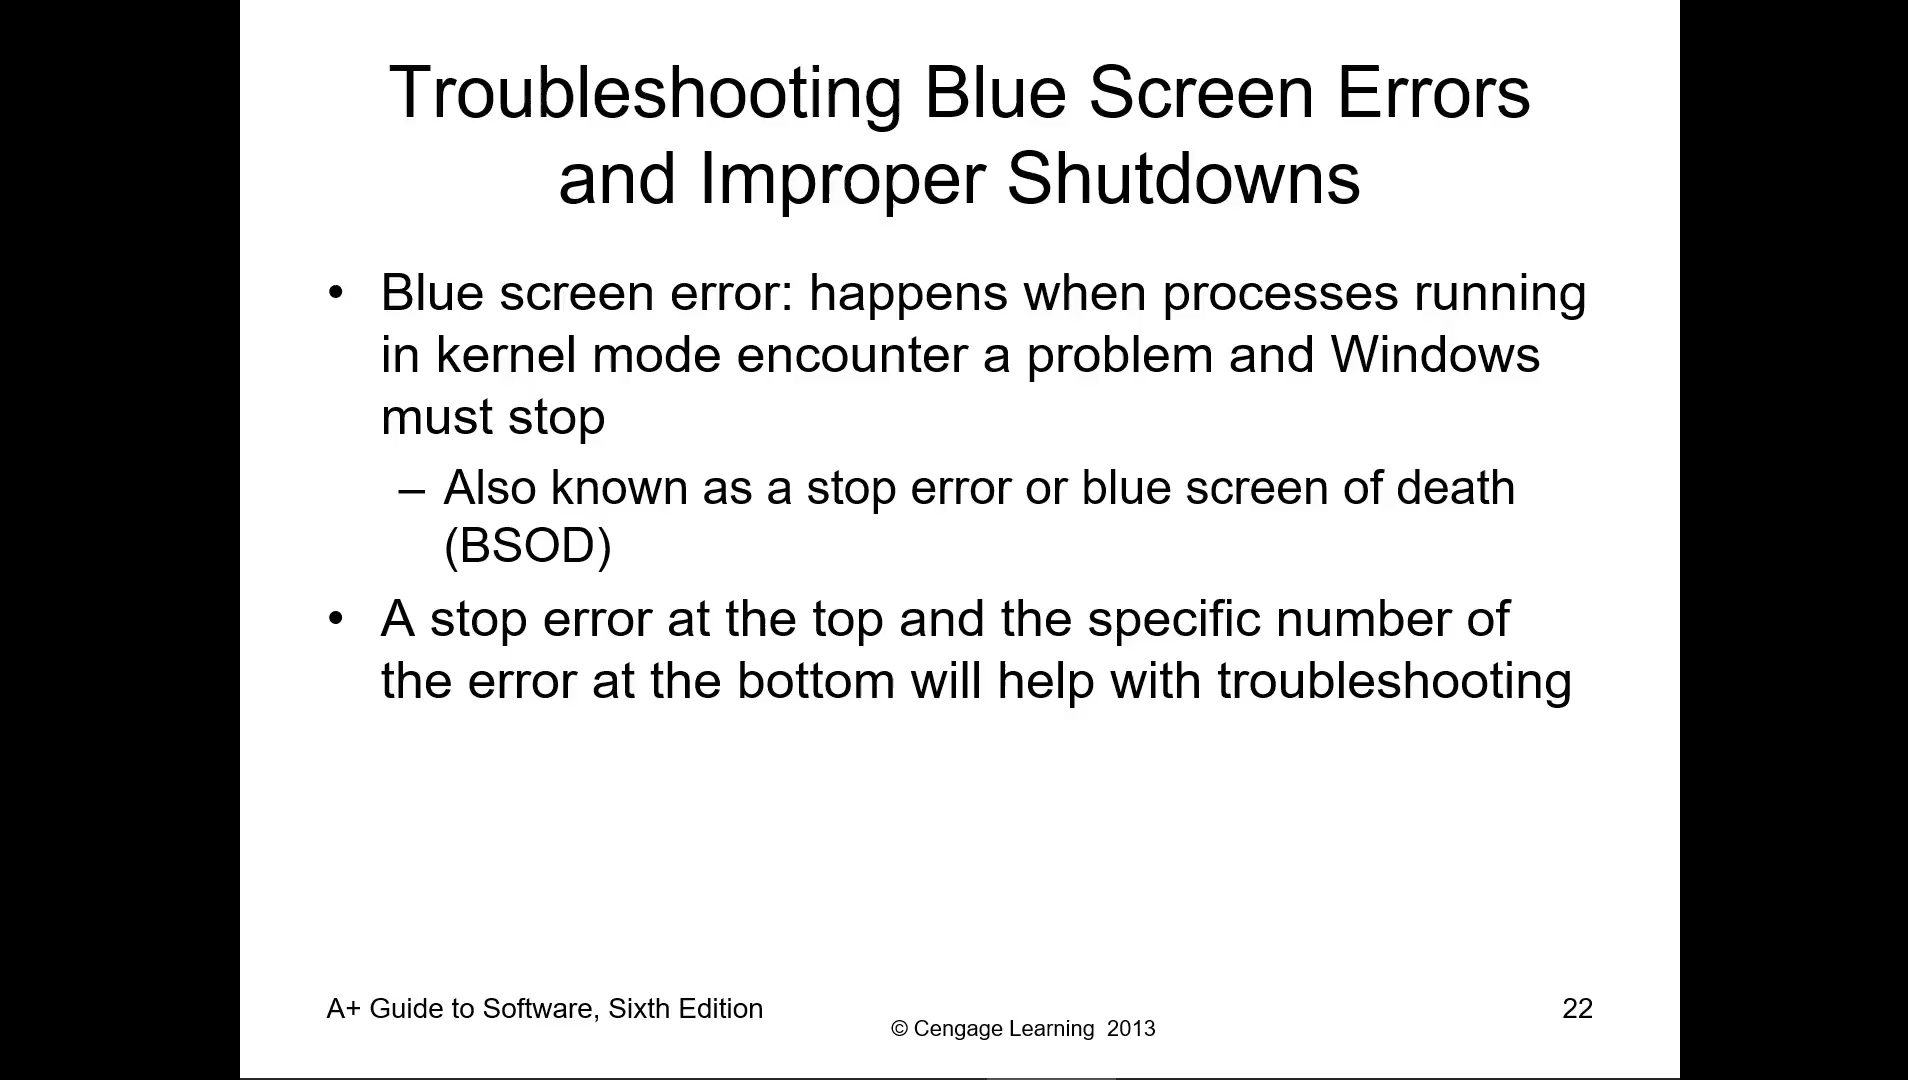 Troubleshooting Blue Screen Errors
and Improper Shutdowns
• Blue screen error: happens when processes running
in kernel mode encounter a problem and Windows
must stop
– Also known as a stop error or blue screen of death
(BSOD)
• A stop error at the top and the specific number of
the error at the bottom will help with troubleshooting
A+ Guide to Software, Sixth Edition
© Cengage Learning 2013
22